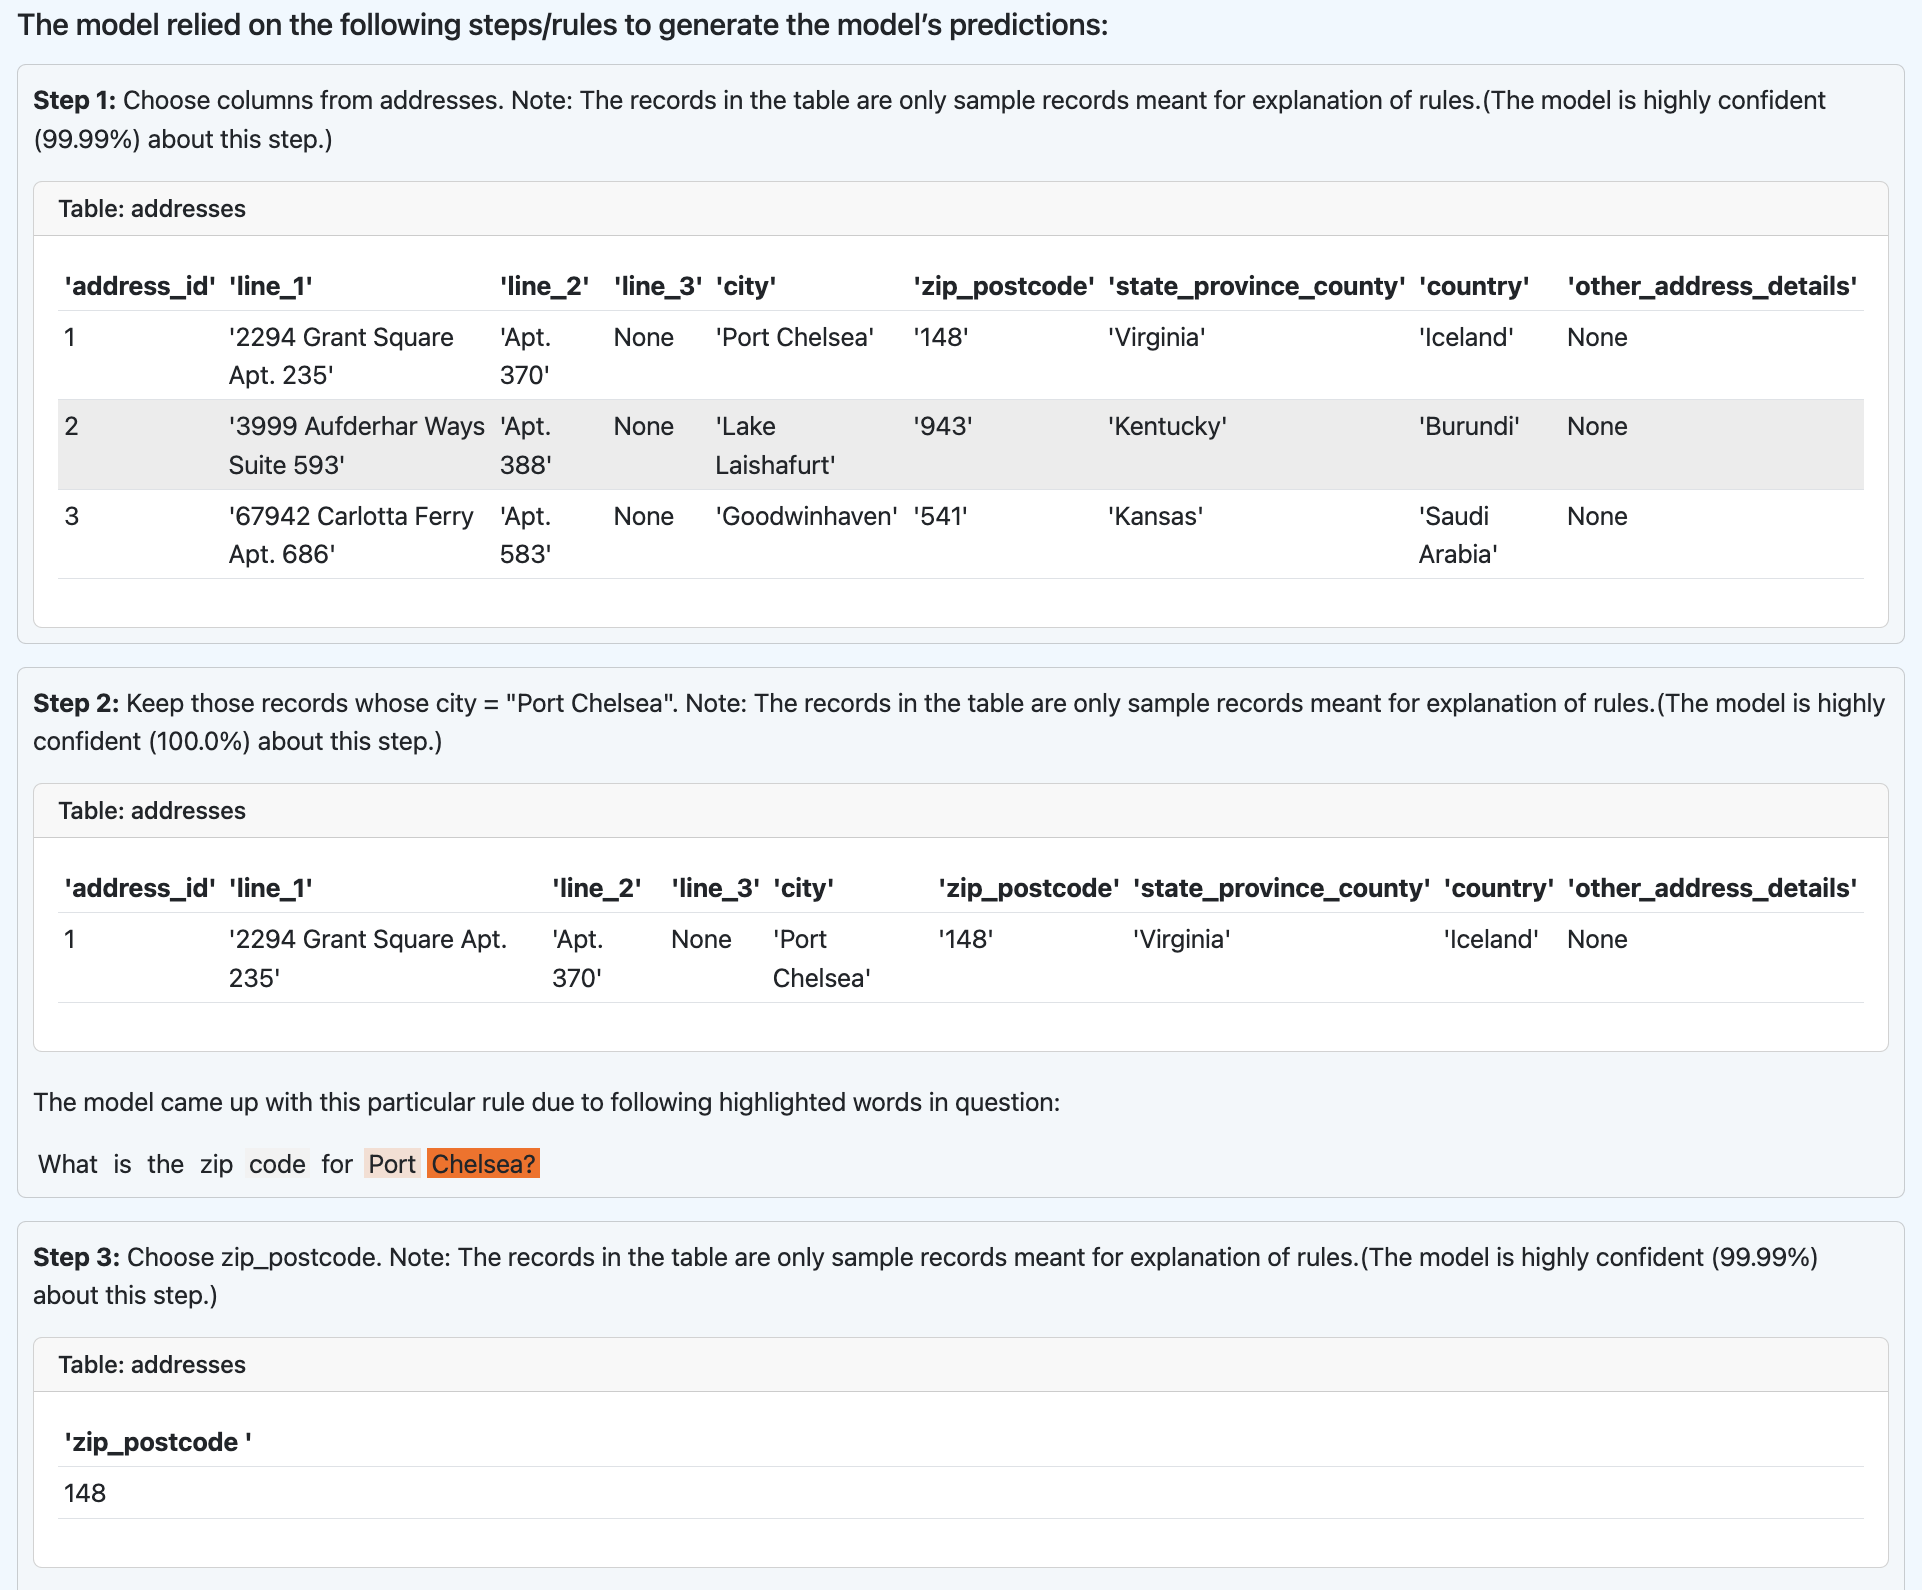 The model relied on the following steps/rules to generate the model's predictions:
Step 1: Choose columns from addresses. Note: The records in the table are only sample records meant for explanation of rules.(The model is highly confident
(99.99%) about this step.)
Table: addresses
'address_id' 'line_1' 'line_2' 'line_3' 'city' 'zip_postcode' 'state_province_county' 'country' 'other_address_details'
1 '2294 Grant Square 'Apt. None 'Port Chelsea' '148' 'Virginia' 'Iceland' None
Apt. 235' 370'
2 '3999 Aufderhar Ways 'Apt. None 'Lake '943' 'Kentucky' 'Burundi' None
Suite 593' 388' Laishafurt'
3 '67942 Carlotta Ferry 'Apt. None 'Goodwinhaven' '541' 'Kansas' 'Saudi None
Apt. 686' 583' Arabia'
Step 2: Keep those records whose city = "Port Chelsea". Note: The records in the table are only sample records meant for explanation of rules.(The model is highly
confident (100.0%) about this step.)
Table: addresses
'address_id' 'line_1' 'line_2' 'line_3' 'city' 'zip_postcode' 'state_province_county' 'country' 'other_address_details'
1 '2294 Grant Square Apt. 'Apt. None 'Port '148' 'Virginia' 'Iceland' None
235' 370' Chelsea'
The model came up with this particular rule due to following highlighted words in question:
What is the zip code for Port Chelsea?
Step 3: Choose zip_postcode. Note: The records in the table are only sample records meant for explanation of rules.(The model is highly confident (99.99%)
about this step.)
Table: addresses
'zip_postcode '
148